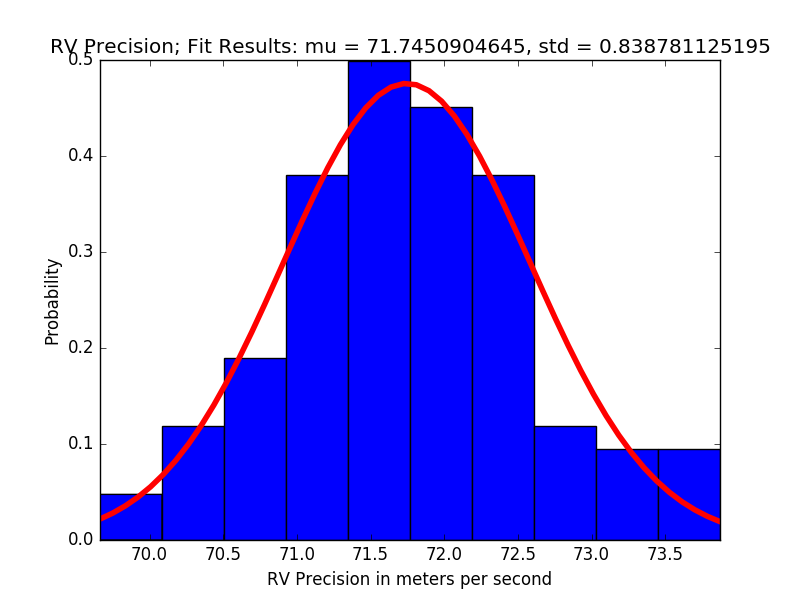 RV Precision; Fit Results: mu = 71.7450904645, std = 0.838781125195
0.5
0.4
0.3
0.2
0.1
0.0
Probability
70.0 70.5 71.0 71.5 72.0 72.5 73.0 73.5
RV Precision in meters per second